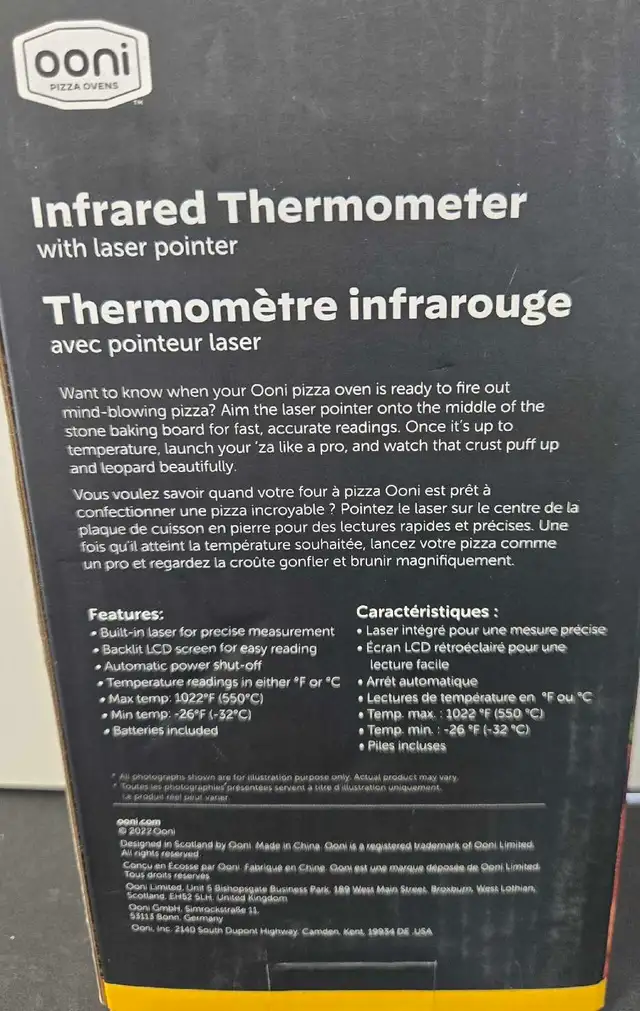 ooni
PIZZA OVENS
™
Infrared Thermometer
with laser pointer
Thermomètre infrarouge
avec pointeur laser
Want to know when your Ooni pizza oven is ready to fire out
mind-blowing pizza? Aim the laser pointer onto the middle of the
stone baking board for fast, accurate readings. Once it's up to
temperature, launch your 'za like a pro, and watch that crust puff up
and leopard beautifully.
Vous voulez savoir quand votre four à pizza Ooni est prêt à
confectionner une pizza incroyable ? Pointez le laser sur le centre de la
plaque de cuisson en pierre pour des lectures rapides et précises. Une
fois qu'il atteint la température souhaitée, lancez votre pizza comme
un pro et regardez la croûte gonfler et brunir magnifiquement.
Features:
• Built-in laser for precise measurement
• Backlit LCD screen for easy reading
• Automatic power shut-off
• Temperature readings in either °F or °C
• Max temp: 1022°F (550°C)
• Min temp: -26°F (-32°C)
• Batteries included
Caractéristiques :
• Laser intégré pour une mesure précise
• Écran LCD rétroéclairé pour une
lecture facile
• Arrêt automatique
• Lectures de température en °F ou °C
• Temp. max. : 1022 °F (550 °C)
• Temp. min. : -26 °F (-32 °C)
• Piles incluses
* All photographs shown are for illustration purpose only. Actual product may vary.
* Toutes les photographies présentées servent à titre d'illustration uniquement.
Le produit réel peut varier.
ooni.com
© 2022 Ooni
Designed in Scotland by Ooni. Made in China. Ooni is a registered trademark of Ooni Limited.
All rights reserved.
Conçu en Écosse par Ooni. Fabriqué en Chine. Ooni est une marque déposée de Ooni Limited.
Tous droits réservés.
Ooni Limited, Unit 5 Bishopsgate Business Park, 189 West Main Street, Broxburn, West Lothian,
Scotland, EH52 5LH, United Kingdom
Ooni GmbH, Simrockstraße 11,
53113 Bonn, Germany
Ooni, Inc. 2140 South Dupont Highway, Camden, Kent, 19934 DE, USA